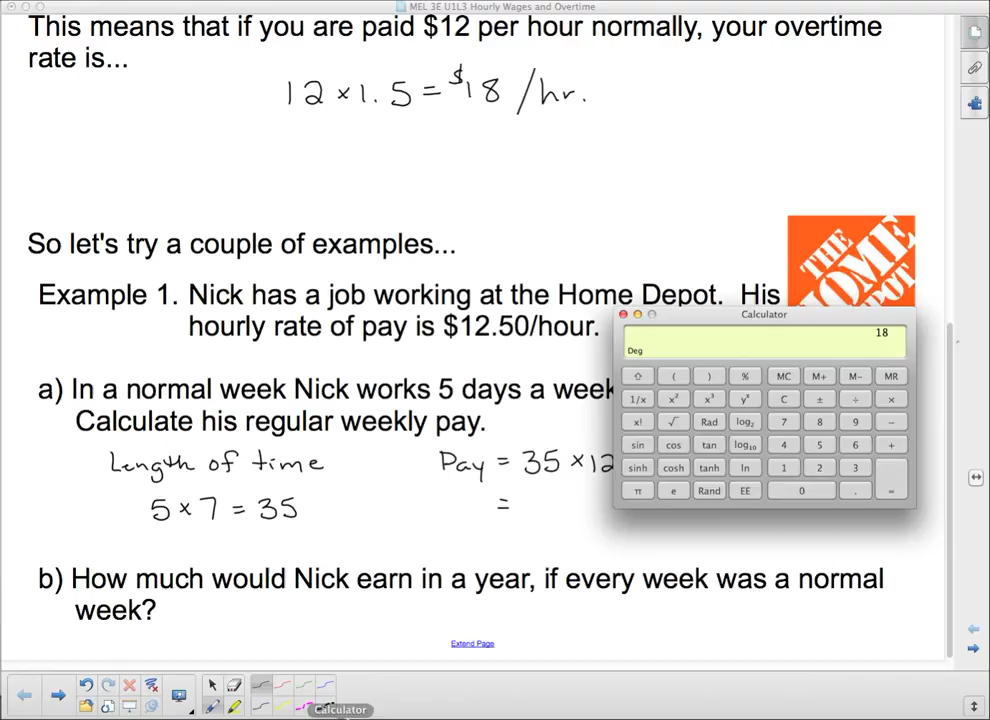 MEL 3E U1L3 Hourly Wages and Overtime
This means that if you are paid $12 per hour normally, your overtime
rate is...
12 × 1.5 = $18 /hr.
So let's try a couple of examples...
THE
HOME
DEPOT
Example 1. Nick has a job working at the Home Depot. His
hourly rate of pay is $12.50/hour.
Calculator
18
Deg
( ) % MC M+ M- MR
1/x x² x³ yˣ C ± ÷ ×
x! √ Rad log₂ 7 8 9 −
sin cos tan log₁₀ 4 5 6 +
sinh cosh tanh ln 1 2 3
π e Rand EE 0 . =
a) In a normal week Nick works 5 days a week
Calculate his regular weekly pay.
Length of time
Pay = 35 × 12
5 × 7 = 35
=
b) How much would Nick earn in a year, if every week was a normal
week?
Extend Page
Calculator